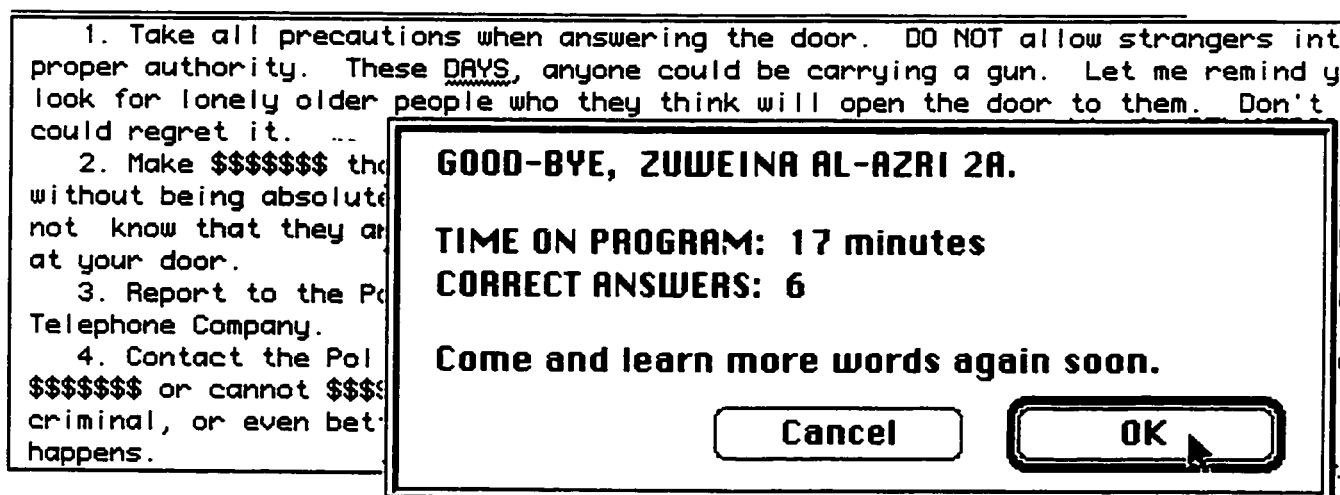 1. Take all precautions when answering the door. DO NOT allow strangers int
proper authority. These DAYS, anyone could be carrying a gun. Let me remind y
look for lonely older people who they think will open the door to them. Don't
could regret it. ...
2. Make $$$$$$$ tha
without being absolute
not know that they ar
at your door.
3. Report to the Po
Telephone Company.
4. Contact the Pol
$$$$$$$ or cannot $$$$
criminal, or even bet
happens.
GOOD-BYE, ZUWEINA AL-AZRI 2A.
TIME ON PROGRAM: 17 minutes
CORRECT ANSWERS: 6
Come and learn more words again soon.
Cancel
OK